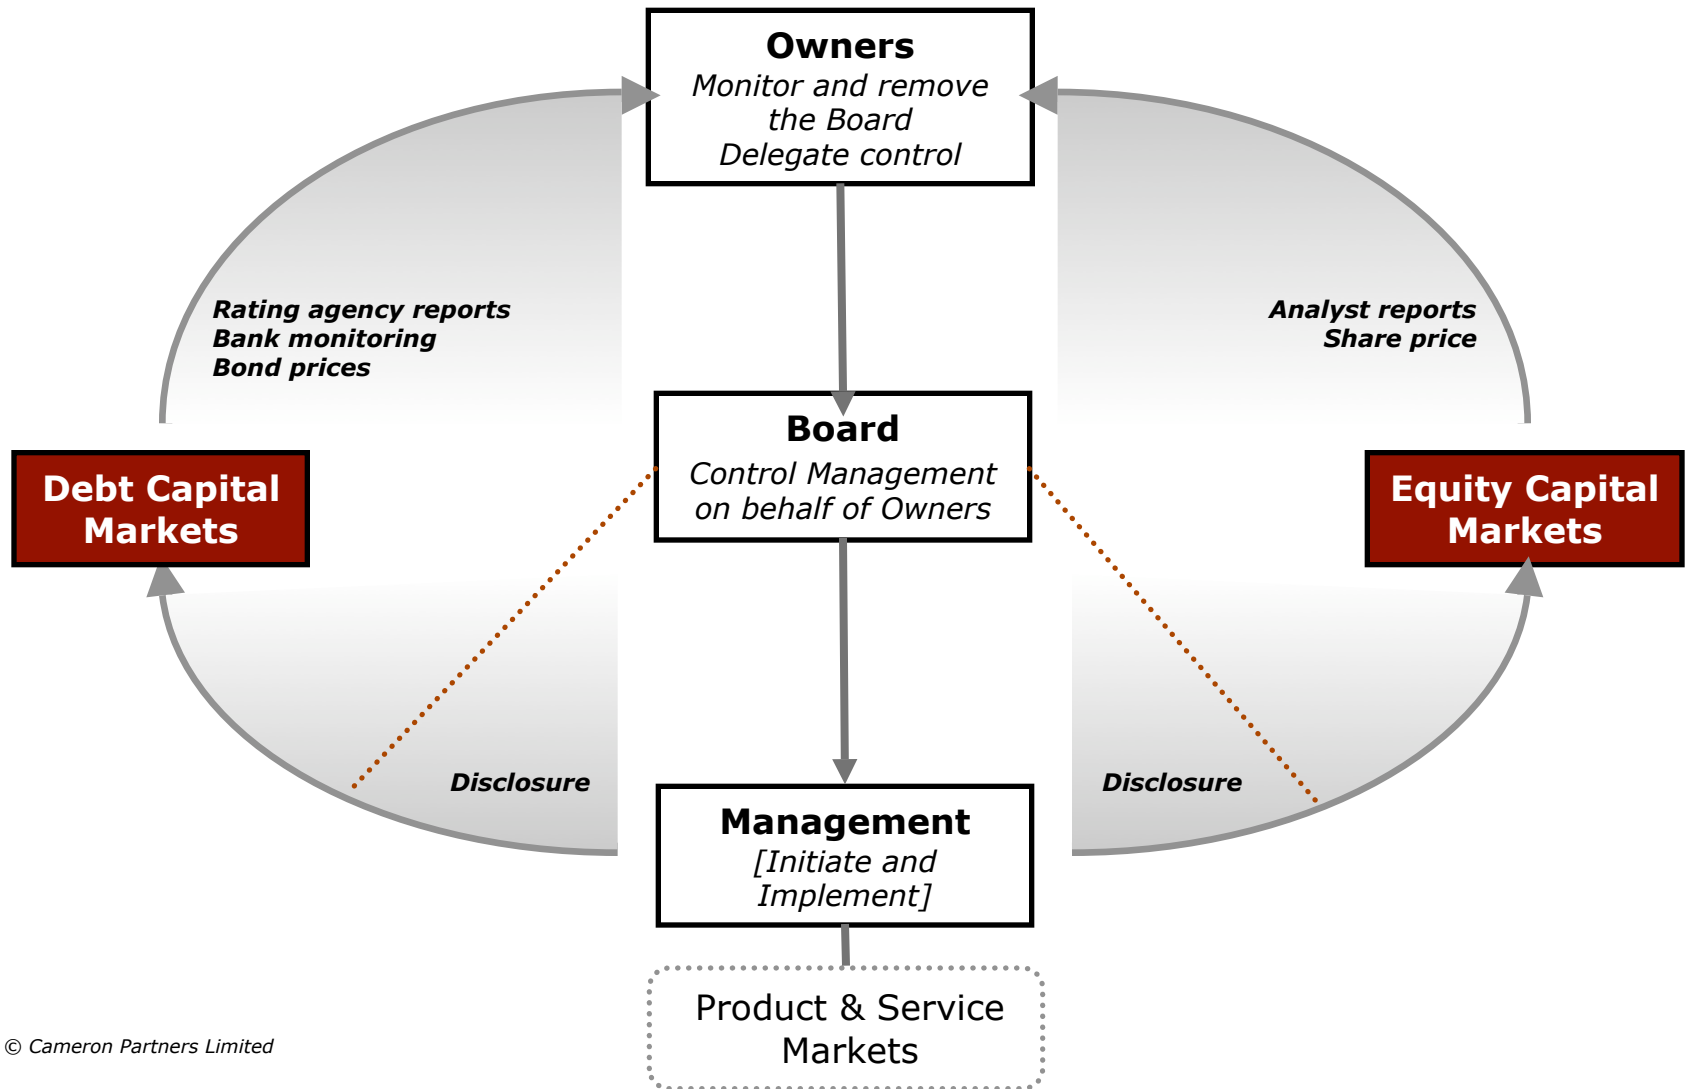 Owners
Monitor and remove
the Board
Delegate control
Rating agency reports
Bank monitoring
Bond prices
Analyst reports
Share price
Board
Control Management
on behalf of Owners
Debt Capital
Markets
Equity Capital
Markets
Disclosure
Disclosure
Management
[Initiate and
Implement]
Product & Service
Markets
© Cameron Partners Limited